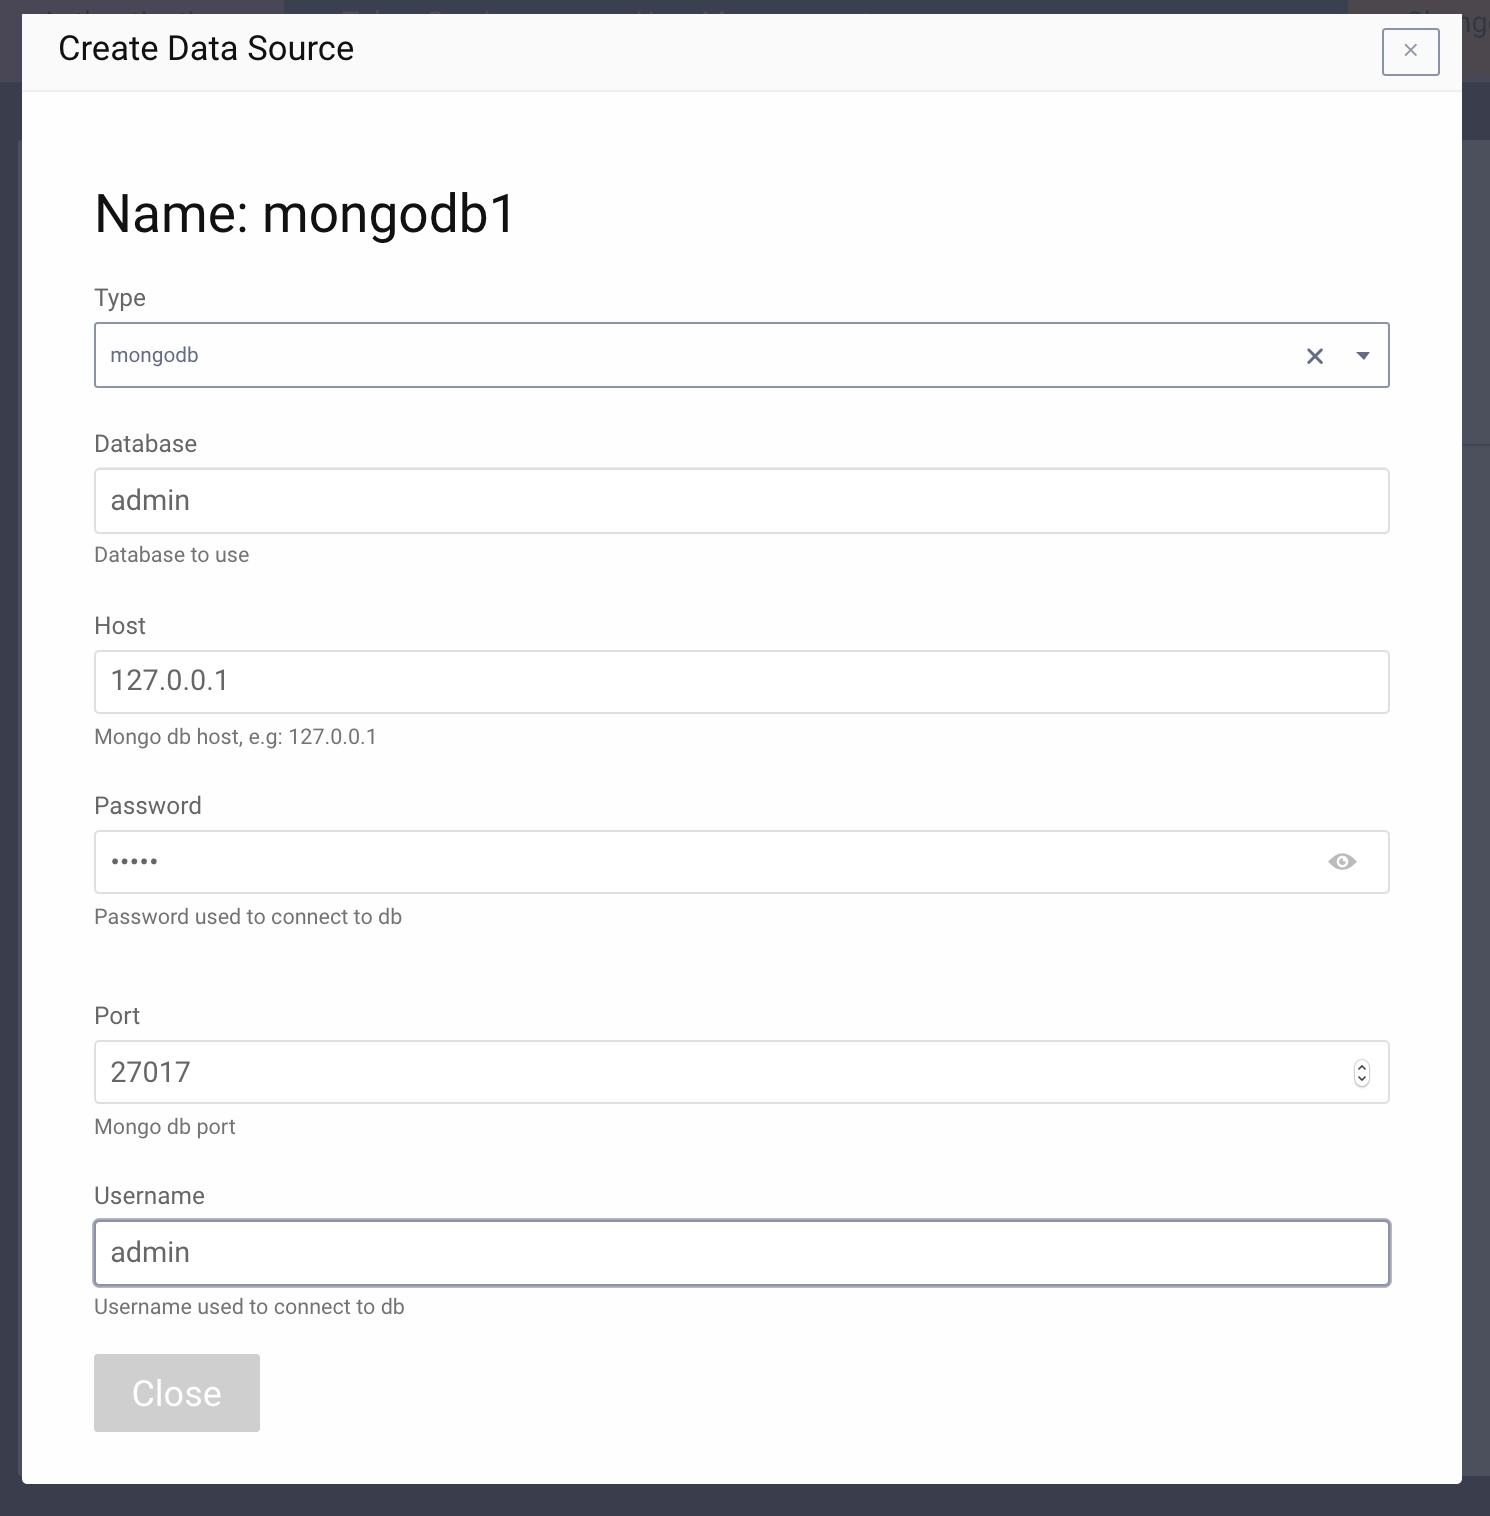 Create Data Source
Name: mongodb1
Type
mongodb
Database
admin
Database to use
Host
127.0.0.1
Mongo db host, e.g: 127.0.0.1
Password
•••••
Password used to connect to db
Port
27017
Mongo db port
Username
admin
Username used to connect to db
Close